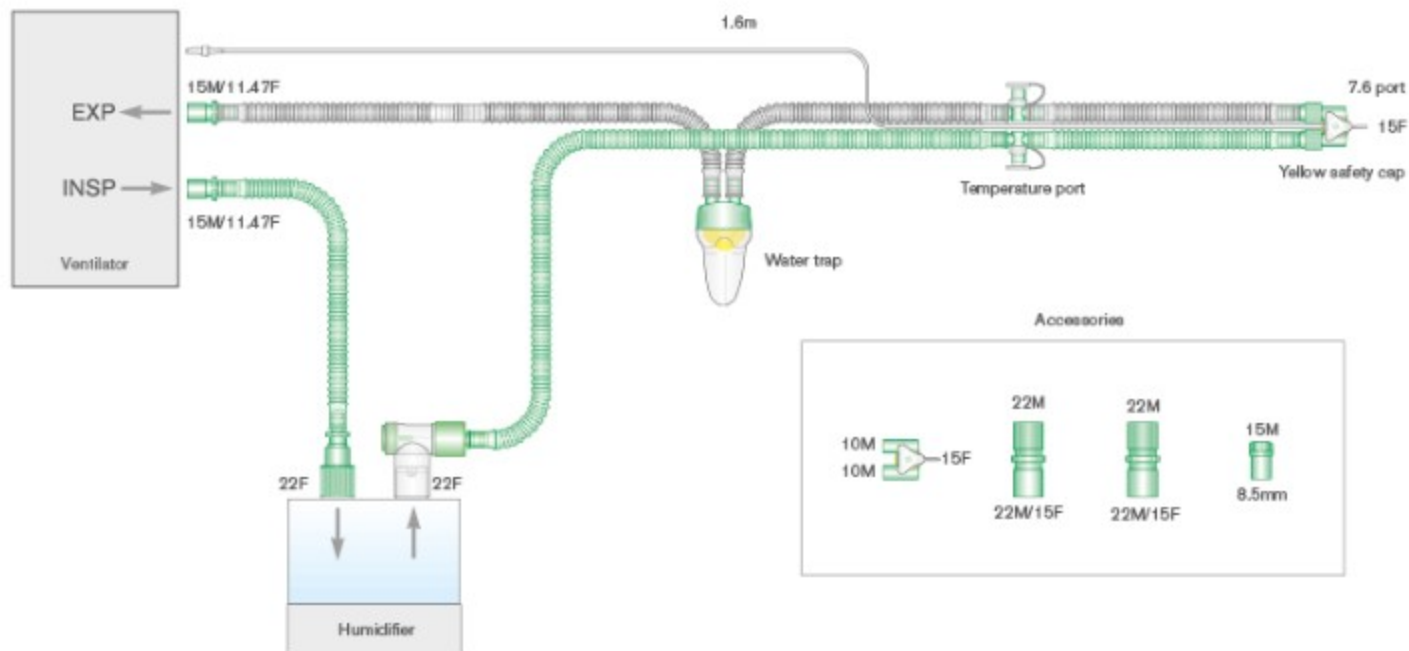 1.6m
15M/11.47F
7.6 port
EXP
15F
INSP
Yellow safety cap
Temperature port
15M/11.47F
Ventilator
Water trap
Accessories
22M
22M
15M
10M
15F
10M
8.5mm
22M/15F
22M/15F
22F
22F
Humidifier